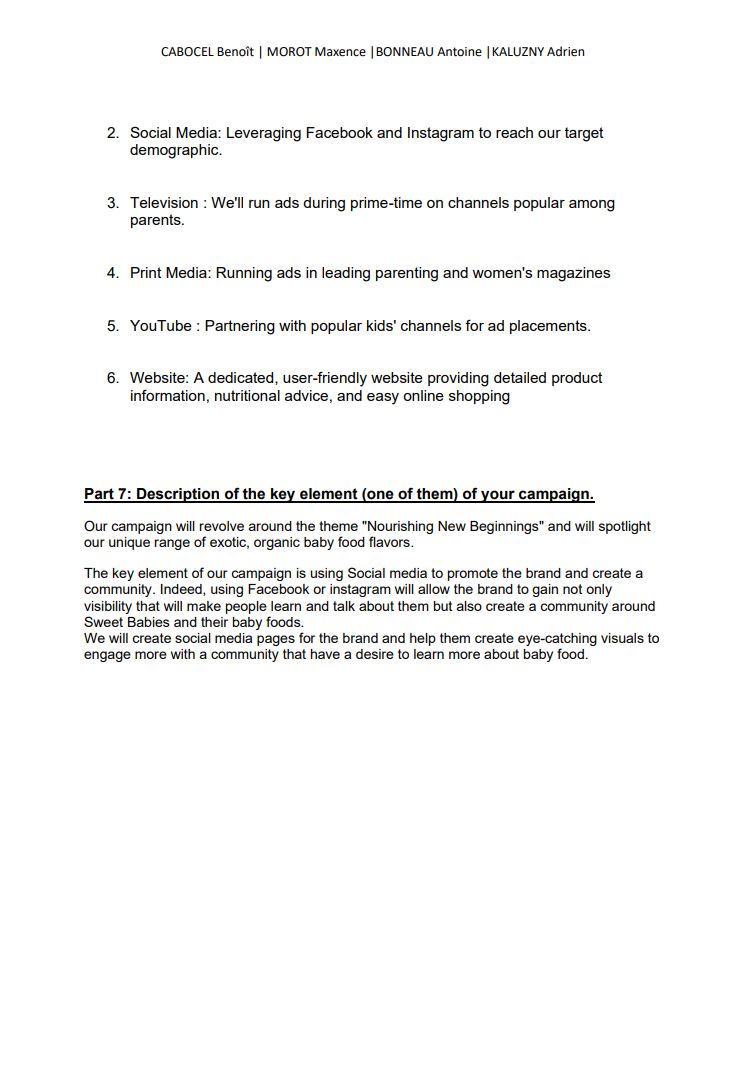 CABOCEL Benoît | MOROT Maxence |BONNEAU Antoine |KALUZNY Adrien
2. Social Media: Leveraging Facebook and Instagram to reach our target
demographic.
3. Television : We'll run ads during prime-time on channels popular among
parents.
4. Print Media: Running ads in leading parenting and women's magazines
5. YouTube : Partnering with popular kids' channels for ad placements.
6. Website: A dedicated, user-friendly website providing detailed product
information, nutritional advice, and easy online shopping
Part 7: Description of the key element (one of them) of your campaign.
Our campaign will revolve around the theme "Nourishing New Beginnings" and will spotlight
our unique range of exotic, organic baby food flavors.
The key element of our campaign is using Social media to promote the brand and create a
community. Indeed, using Facebook or instagram will allow the brand to gain not only
visibility that will make people learn and talk about them but also create a community around
Sweet Babies and their baby foods.
We will create social media pages for the brand and help them create eye-catching visuals to
engage more with a community that have a desire to learn more about baby food.